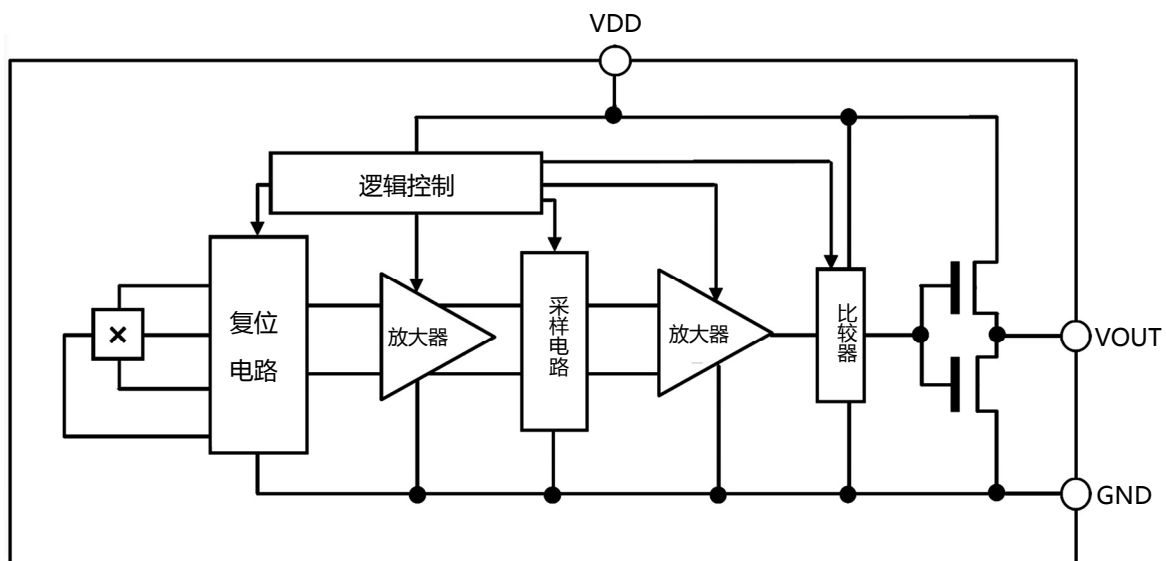 VDD
逻辑控制
复位
电路
放大器
采
样
电
路
放大器
比
较
器
VOUT
GND